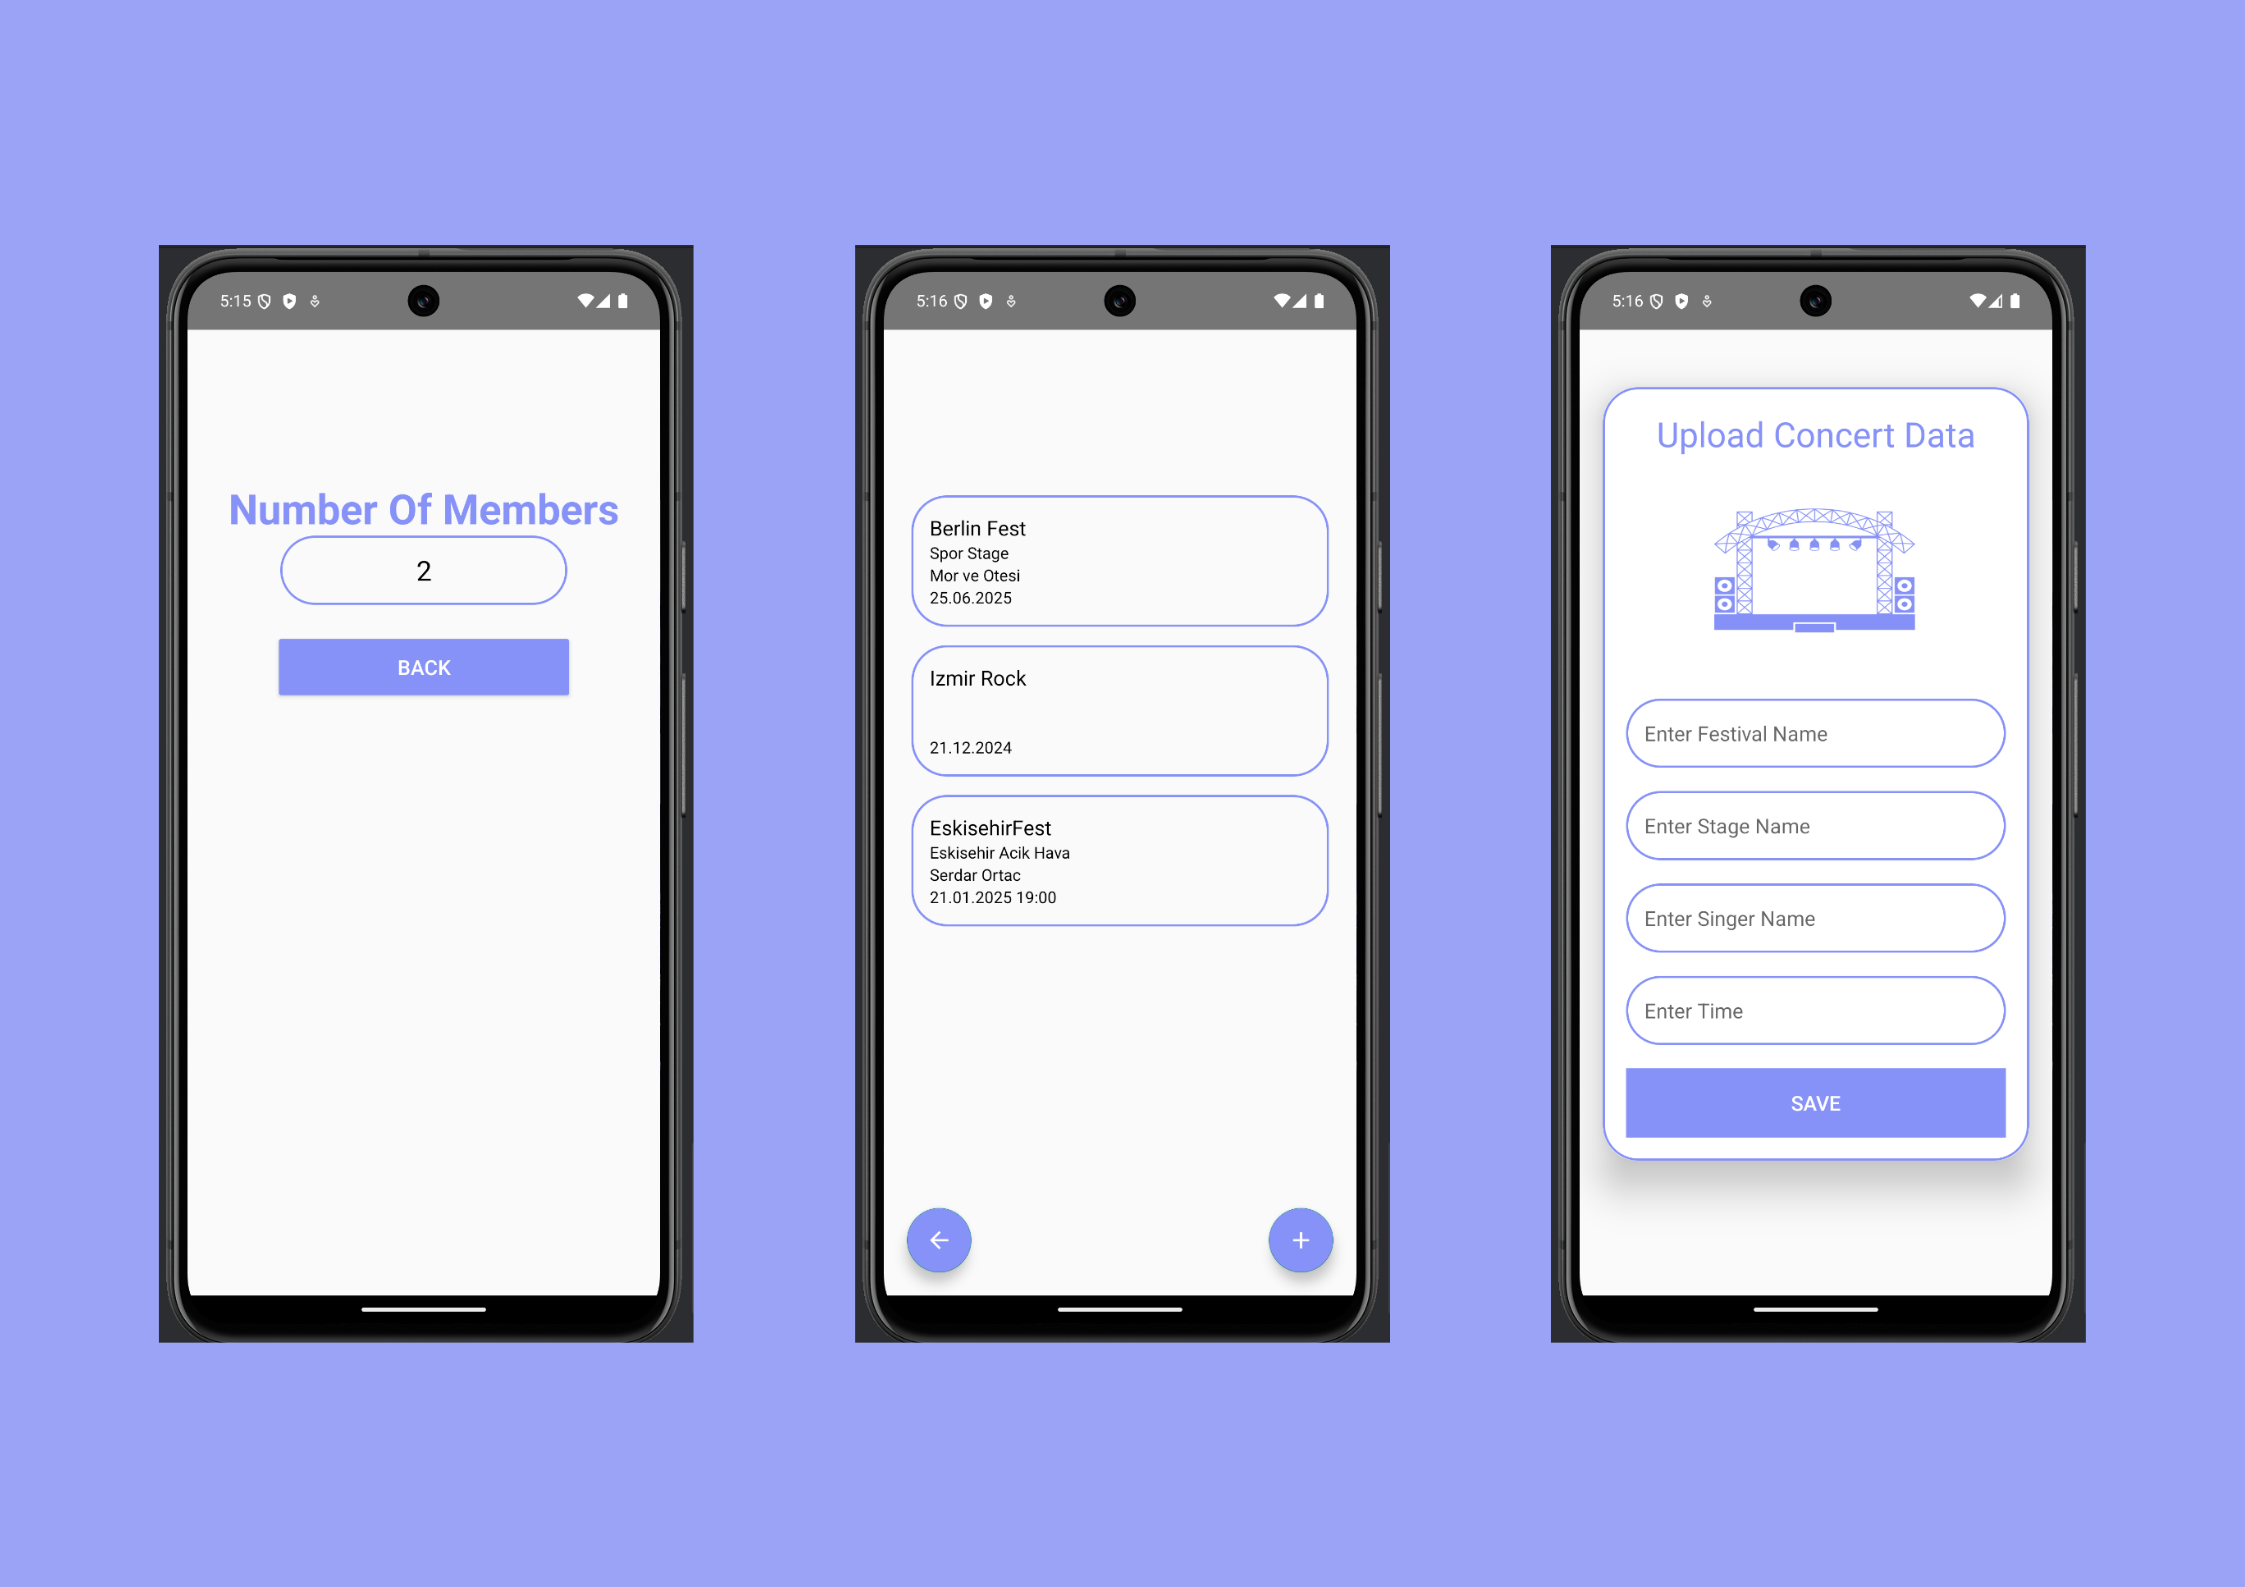 5:15
Number Of Members
2
BACK
5:16
Berlin Fest
Spor Stage
Mor ve Otesi
25.06.2025
Izmir Rock
21.12.2024
EskisehirFest
Eskisehir Acik Hava
Serdar Ortac
21.01.2025 19:00
5:16
Upload Concert Data
Enter Festival Name
Enter Stage Name
Enter Singer Name
Enter Time
SAVE